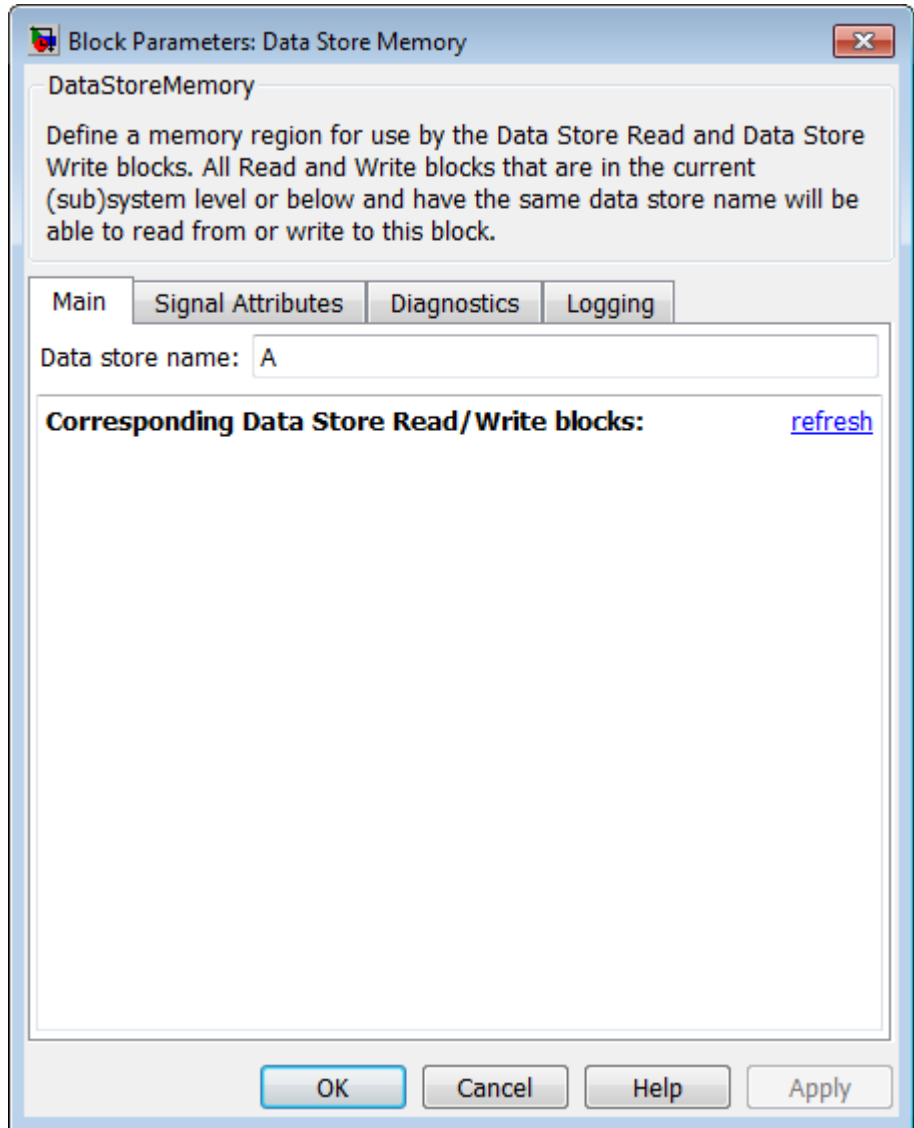 Block Parameters: Data Store Memory
DataStoreMemory
Define a memory region for use by the Data Store Read and Data Store
Write blocks. All Read and Write blocks that are in the current
(sub)system level or below and have the same data store name will be
able to read from or write to this block.
Main Signal Attributes Diagnostics Logging
Data store name: A
Corresponding Data Store Read/Write blocks: refresh
OK Cancel Help Apply